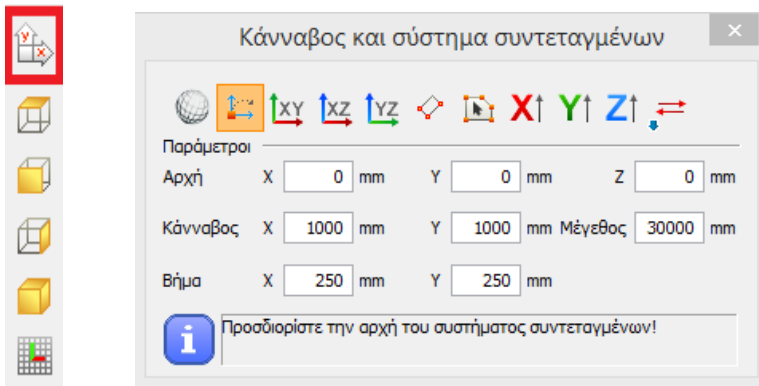 y
x
Κάνναβος και σύστημα συντεταγμένων
XY XZ YZ X Y Z
Παράμετροι
Αρχή X 0 mm Y 0 mm Z 0 mm
Κάνναβος X 1000 mm Y 1000 mm Μέγεθος 30000 mm
Βήμα X 250 mm Y 250 mm
i Προσδιορίστε την αρχή του συστήματος συντεταγμένων!